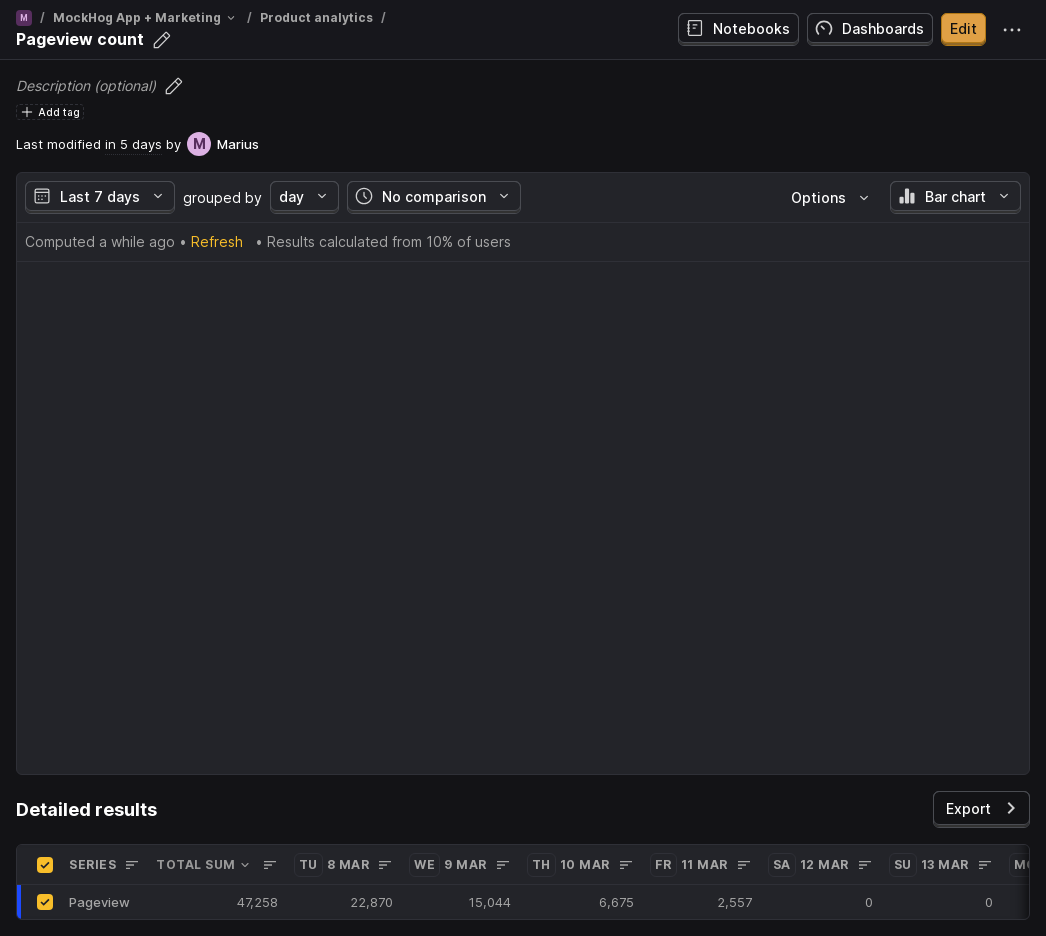 M / MockHog App + Marketing / Product analytics /
Pageview count
Notebooks
Dashboards
Edit
Description (optional)
Add tag
Last modified in 5 days by M Marius
Last 7 days grouped by day No comparison Options Bar chart
Computed a while ago • Refresh • Results calculated from 10% of users
Detailed results
Export
SERIES TOTAL SUM TU 8 MAR WE 9 MAR TH 10 MAR FR 11 MAR SA 12 MAR SU 13 MAR
Pageview 47,258 22,870 15,044 6,675 2,557 0 0